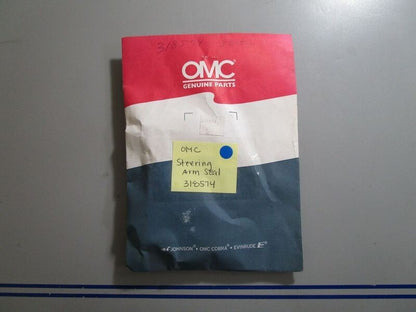 OMC
GENUINE PARTS
OMC
Steering
Arm Seal
318574
JOHNSON® • OMC COBRA® • EVINRUDE